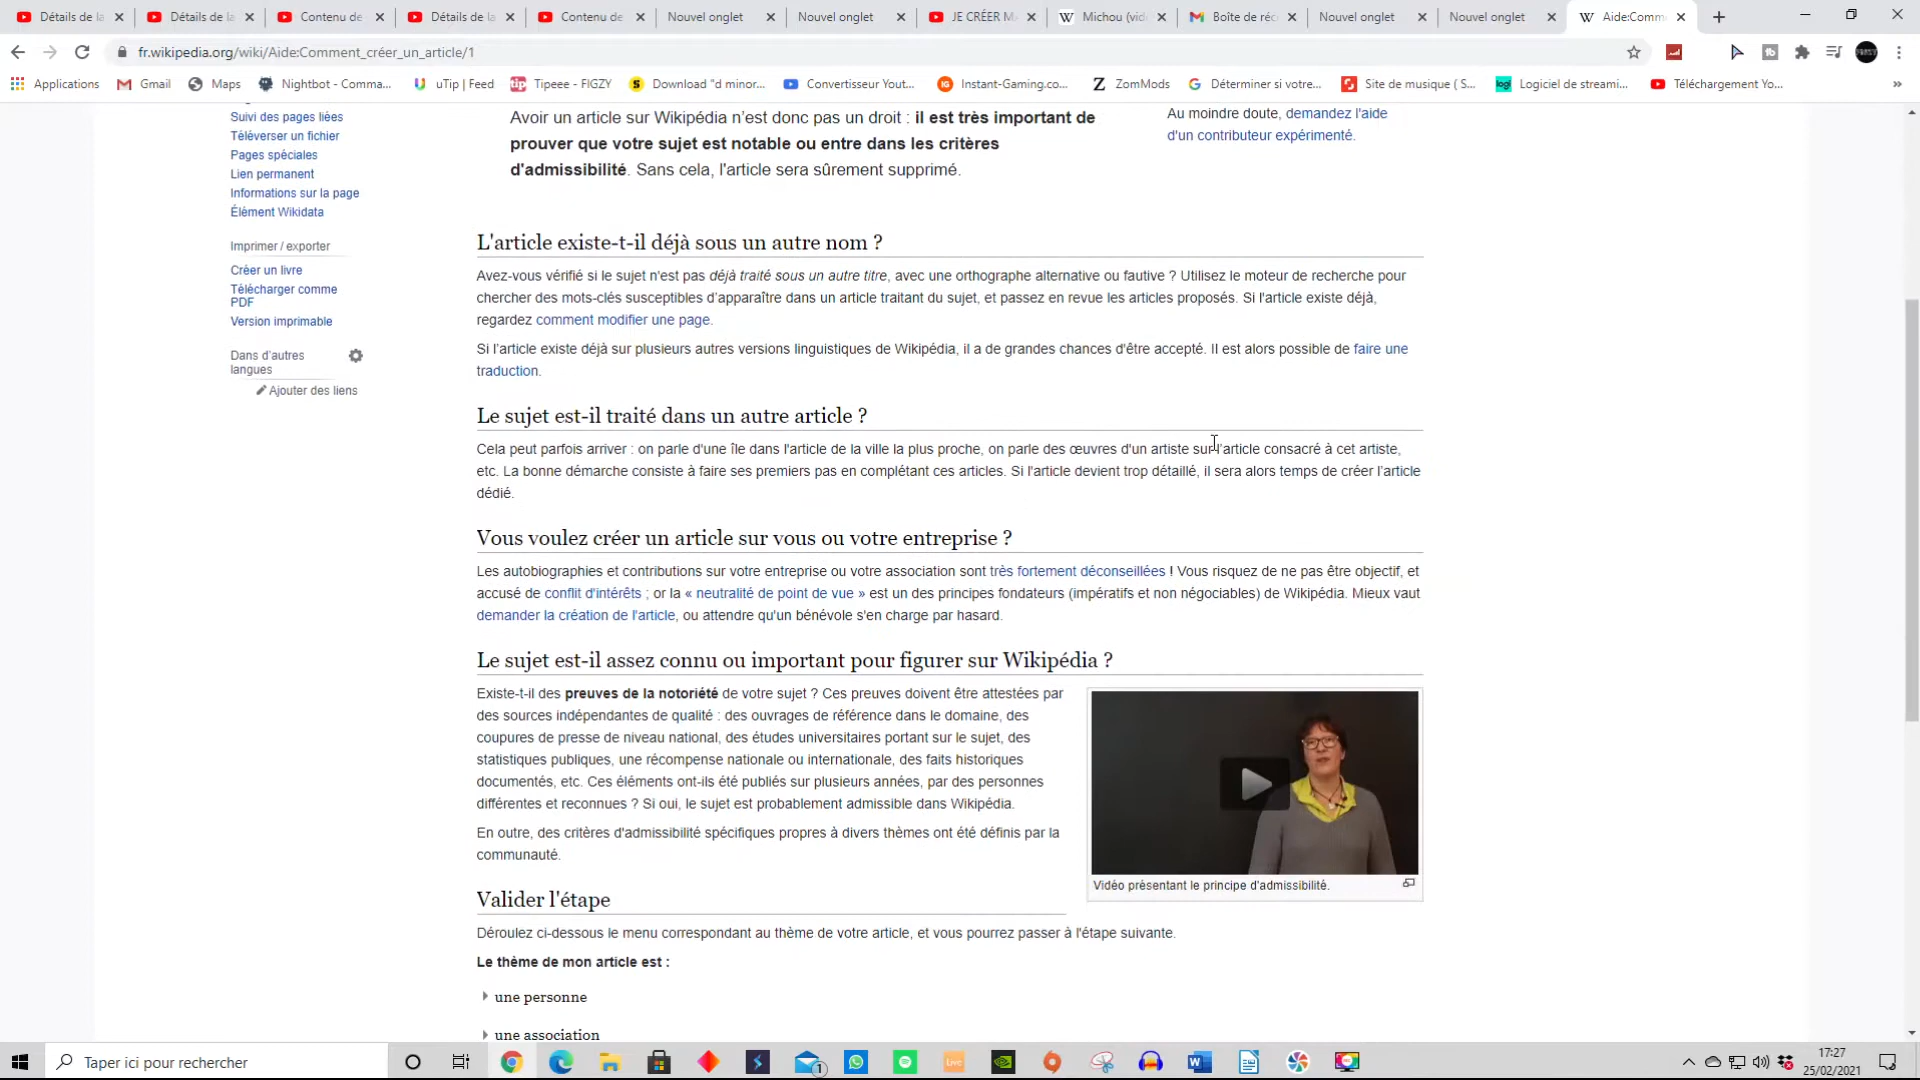 Détails de la
Détails de la
Contenu de
Détails de la
Contenu de
Nouvel onglet
Nouvel onglet
JE CRÉER M
Michou (vid
Boîte de réc
Nouvel onglet
Nouvel onglet
Aide:Comm
fr.wikipedia.org/wiki/Aide:Comment_créer_un_article/1
Applications
Gmail
Maps
Nightbot - Comma...
uTip | Feed
Tipeee - FIGZY
Download "d minor...
Convertisseur Yout...
Instant-Gaming.co...
ZomMods
Déterminer si votre...
Site de musique ( S...
Logiciel de streami...
Téléchargement Yo...
Suivi des pages liées
Téléverser un fichier
Pages spéciales
Lien permanent
Informations sur la page
Élément Wikidata
Imprimer / exporter
Créer un livre
Télécharger comme
PDF
Version imprimable
Dans d'autres
langues
Ajouter des liens
Avoir un article sur Wikipédia n'est donc pas un droit : il est très important de
prouver que votre sujet est notable ou entre dans les critères
d'admissibilité. Sans cela, l'article sera sûrement supprimé.
Au moindre doute, demandez l'aide
d'un contributeur expérimenté.
L'article existe-t-il déjà sous un autre nom ?
Avez-vous vérifié si le sujet n'est pas déjà traité sous un autre titre, avec une orthographe alternative ou fautive ? Utilisez le moteur de recherche pour
chercher des mots-clés susceptibles d'apparaître dans un article traitant du sujet, et passez en revue les articles proposés. Si l'article existe déjà,
regardez comment modifier une page.
Si l'article existe déjà sur plusieurs autres versions linguistiques de Wikipédia, il a de grandes chances d'être accepté. Il est alors possible de faire une
traduction.
Le sujet est-il traité dans un autre article ?
Cela peut parfois arriver : on parle d'une île dans l'article de la ville la plus proche, on parle des œuvres d'un artiste sur l'article consacré à cet artiste,
etc. La bonne démarche consiste à faire ses premiers pas en complétant ces articles. Si l'article devient trop détaillé, il sera alors temps de créer l'article
dédié.
Vous voulez créer un article sur vous ou votre entreprise ?
Les autobiographies et contributions sur votre entreprise ou votre association sont très fortement déconseillées ! Vous risquez de ne pas être objectif, et
accusé de conflit d'intérêts ; or la « neutralité de point de vue » est un des principes fondateurs (impératifs et non négociables) de Wikipédia. Mieux vaut
demander la création de l'article, ou attendre qu'un bénévole s'en charge par hasard.
Le sujet est-il assez connu ou important pour figurer sur Wikipédia ?
Existe-t-il des preuves de la notoriété de votre sujet ? Ces preuves doivent être attestées par
des sources indépendantes de qualité : des ouvrages de référence dans le domaine, des
coupures de presse de niveau national, des études universitaires portant sur le sujet, des
statistiques publiques, une récompense nationale ou internationale, des faits historiques
documentés, etc. Ces éléments ont-ils été publiés sur plusieurs années, par des personnes
différentes et reconnues ? Si oui, le sujet est probablement admissible dans Wikipédia.
En outre, des critères d'admissibilité spécifiques propres à divers thèmes ont été définis par la
communauté.
Vidéo présentant le principe d'admissibilité.
Valider l'étape
Déroulez ci-dessous le menu correspondant au thème de votre article, et vous pourrez passer à l'étape suivante.
Le thème de mon article est :
une personne
une association
Taper ici pour rechercher
1
17:27
25/02/2021